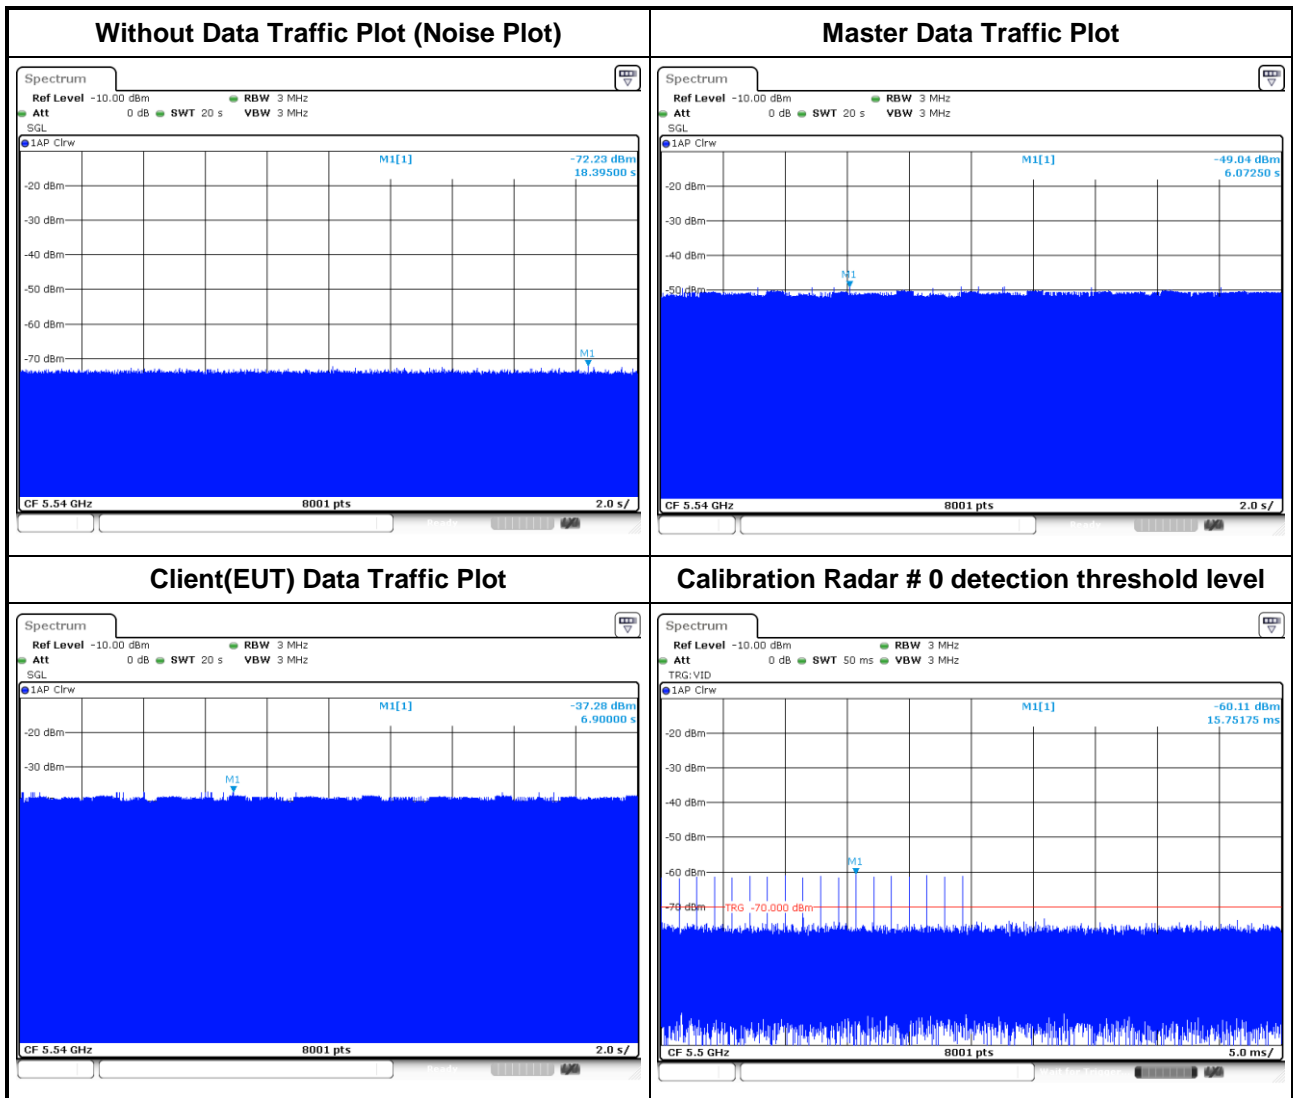 Without Data Traffic Plot (Noise Plot)
Spectrum
Ref Level -10.00 dBm RBW 3 MHz
Att 0 dB SWT 20 s VBW 3 MHz
SGL
1AP Clrw
M1[1] -72.23 dBm
18.39500 s
-20 dBm
-30 dBm
-40 dBm
-50 dBm
-60 dBm
-70 dBm
M1
CF 5.54 GHz 8001 pts 2.0 s/
Ready
Master Data Traffic Plot
Spectrum
Ref Level -10.00 dBm RBW 3 MHz
Att 0 dB SWT 20 s VBW 3 MHz
SGL
1AP Clrw
M1[1] -49.04 dBm
6.07250 s
-20 dBm
-30 dBm
-40 dBm
M1
-50 dBm
CF 5.54 GHz 8001 pts 2.0 s/
Ready
Client(EUT) Data Traffic Plot
Spectrum
Ref Level -10.00 dBm RBW 3 MHz
Att 0 dB SWT 20 s VBW 3 MHz
SGL
1AP Clrw
M1[1] -37.28 dBm
6.90000 s
-20 dBm
-30 dBm
M1
CF 5.54 GHz 8001 pts 2.0 s/
Ready
Calibration Radar # 0 detection threshold level
Spectrum
Ref Level -10.00 dBm RBW 3 MHz
Att 0 dB SWT 50 ms VBW 3 MHz
TRG:VID
1AP Clrw
M1[1] -60.11 dBm
15.75175 ms
-20 dBm
-30 dBm
-40 dBm
-50 dBm
M1
-60 dBm
-70 dBm TRG -70.000 dBm
CF 5.5 GHz 8001 pts 5.0 ms/
Wait for Trigger